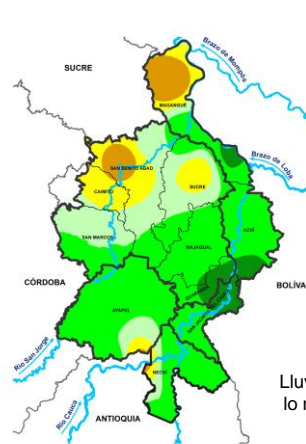 Brazo de Mompós
SUCRE
MAGANGUÉ
Brazo de Loba
SAN BENITO ABAD
CAIMITO
SUCRE
SAN MARCOS
MAJAGUAL
ACHÍ
CÓRDOBA
BOLÍVA
AYAPEL
Río San Jorge
Río Cauca
NECHÍ
ANTIOQUIA
Lluv
lo n